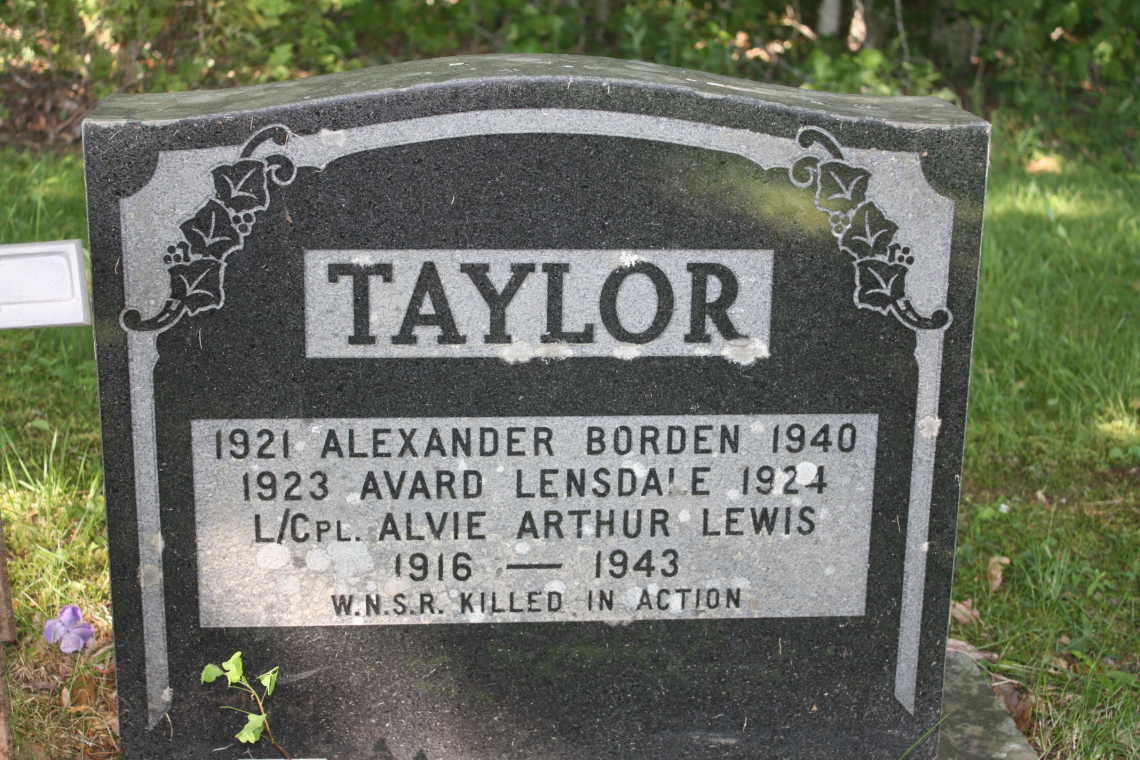 TAYLOR
1921 ALEXANDER BORDEN 1940
1923 AVARD LENSDALE 1924
L/CPL. ALVIE ARTHUR LEWIS
1916 — 1943
W.N.S.R. KILLED IN ACTION